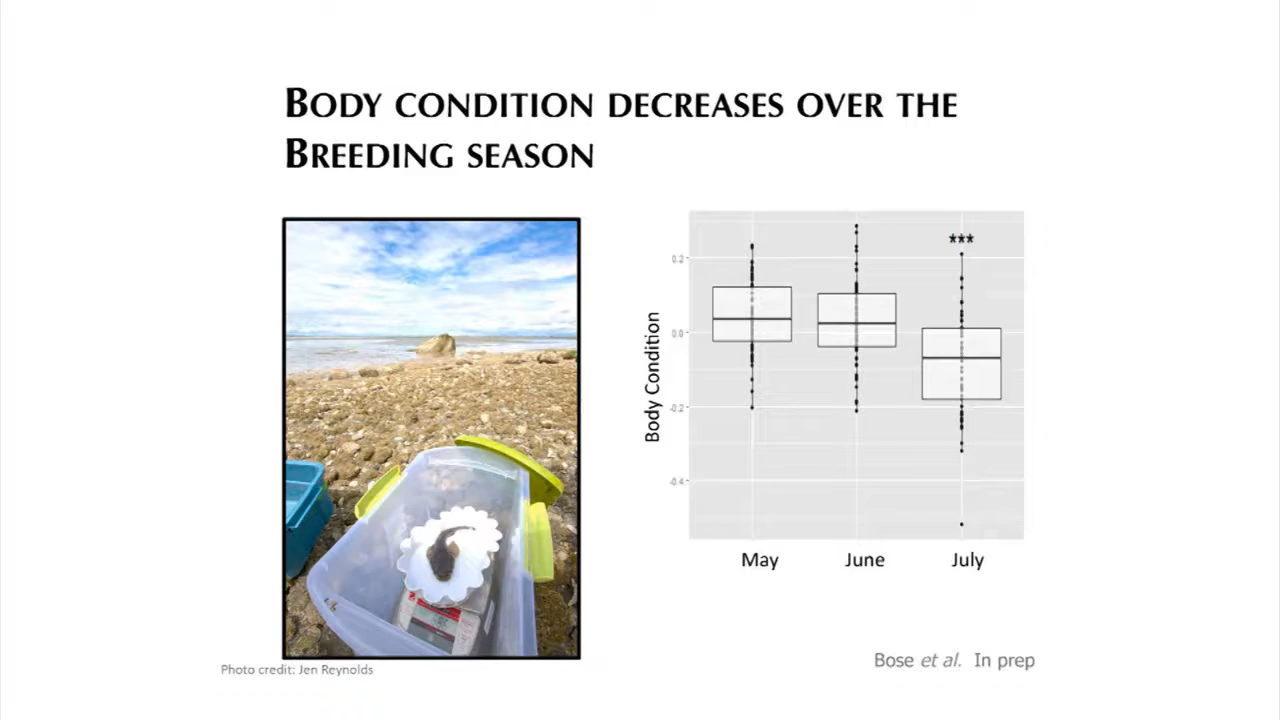 BODY CONDITION DECREASES OVER THE
BREEDING SEASON
***
0.2
0.0
-0.2
-0.4
Body Condition
May June July
Photo credit: Jen Reynolds
Bose et al. In prep